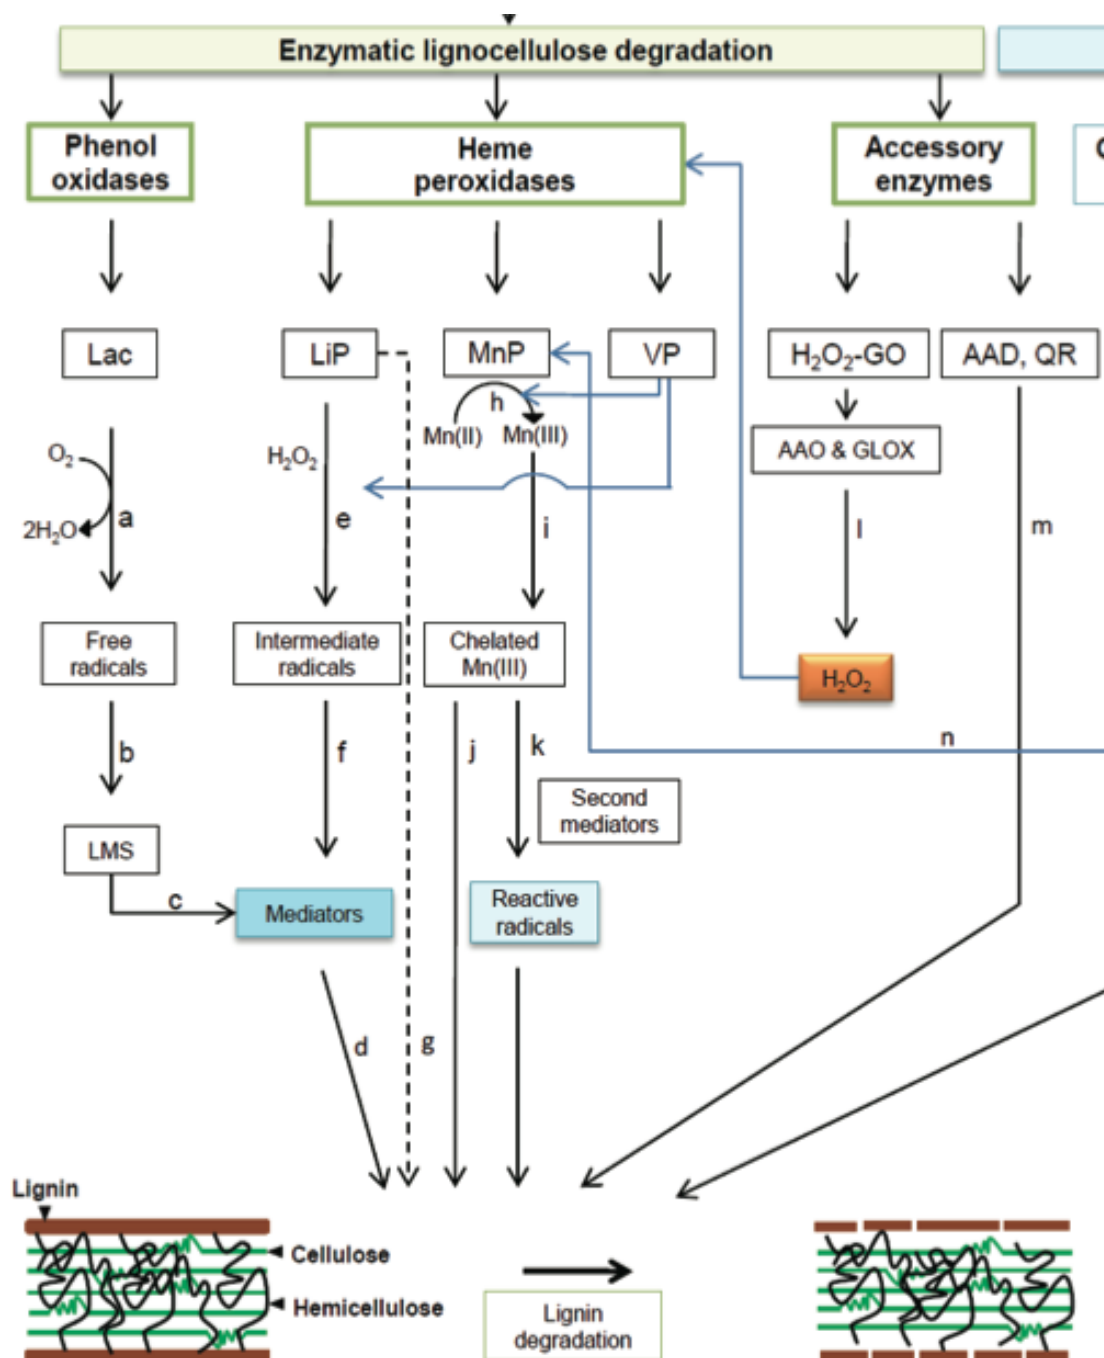 Enzymatic lignocellulose degradation
Phenol
oxidases
Heme
peroxidases
Accessory
enzymes
C
Lac
LiP
MnP
VP
H₂O₂-GO
AAD, QR
h
Mn(II)
Mn(III)
AAO & GLOX
O₂
H₂O₂
2H₂O
a
e
i
l
m
Free
radicals
Intermediate
radicals
Chelated
Mn(III)
H₂O₂
b
f
j
k
n
Second
mediators
LMS
c
Mediators
Reactive
radicals
d
g
Lignin
Cellulose
Hemicellulose
Lignin
degradation